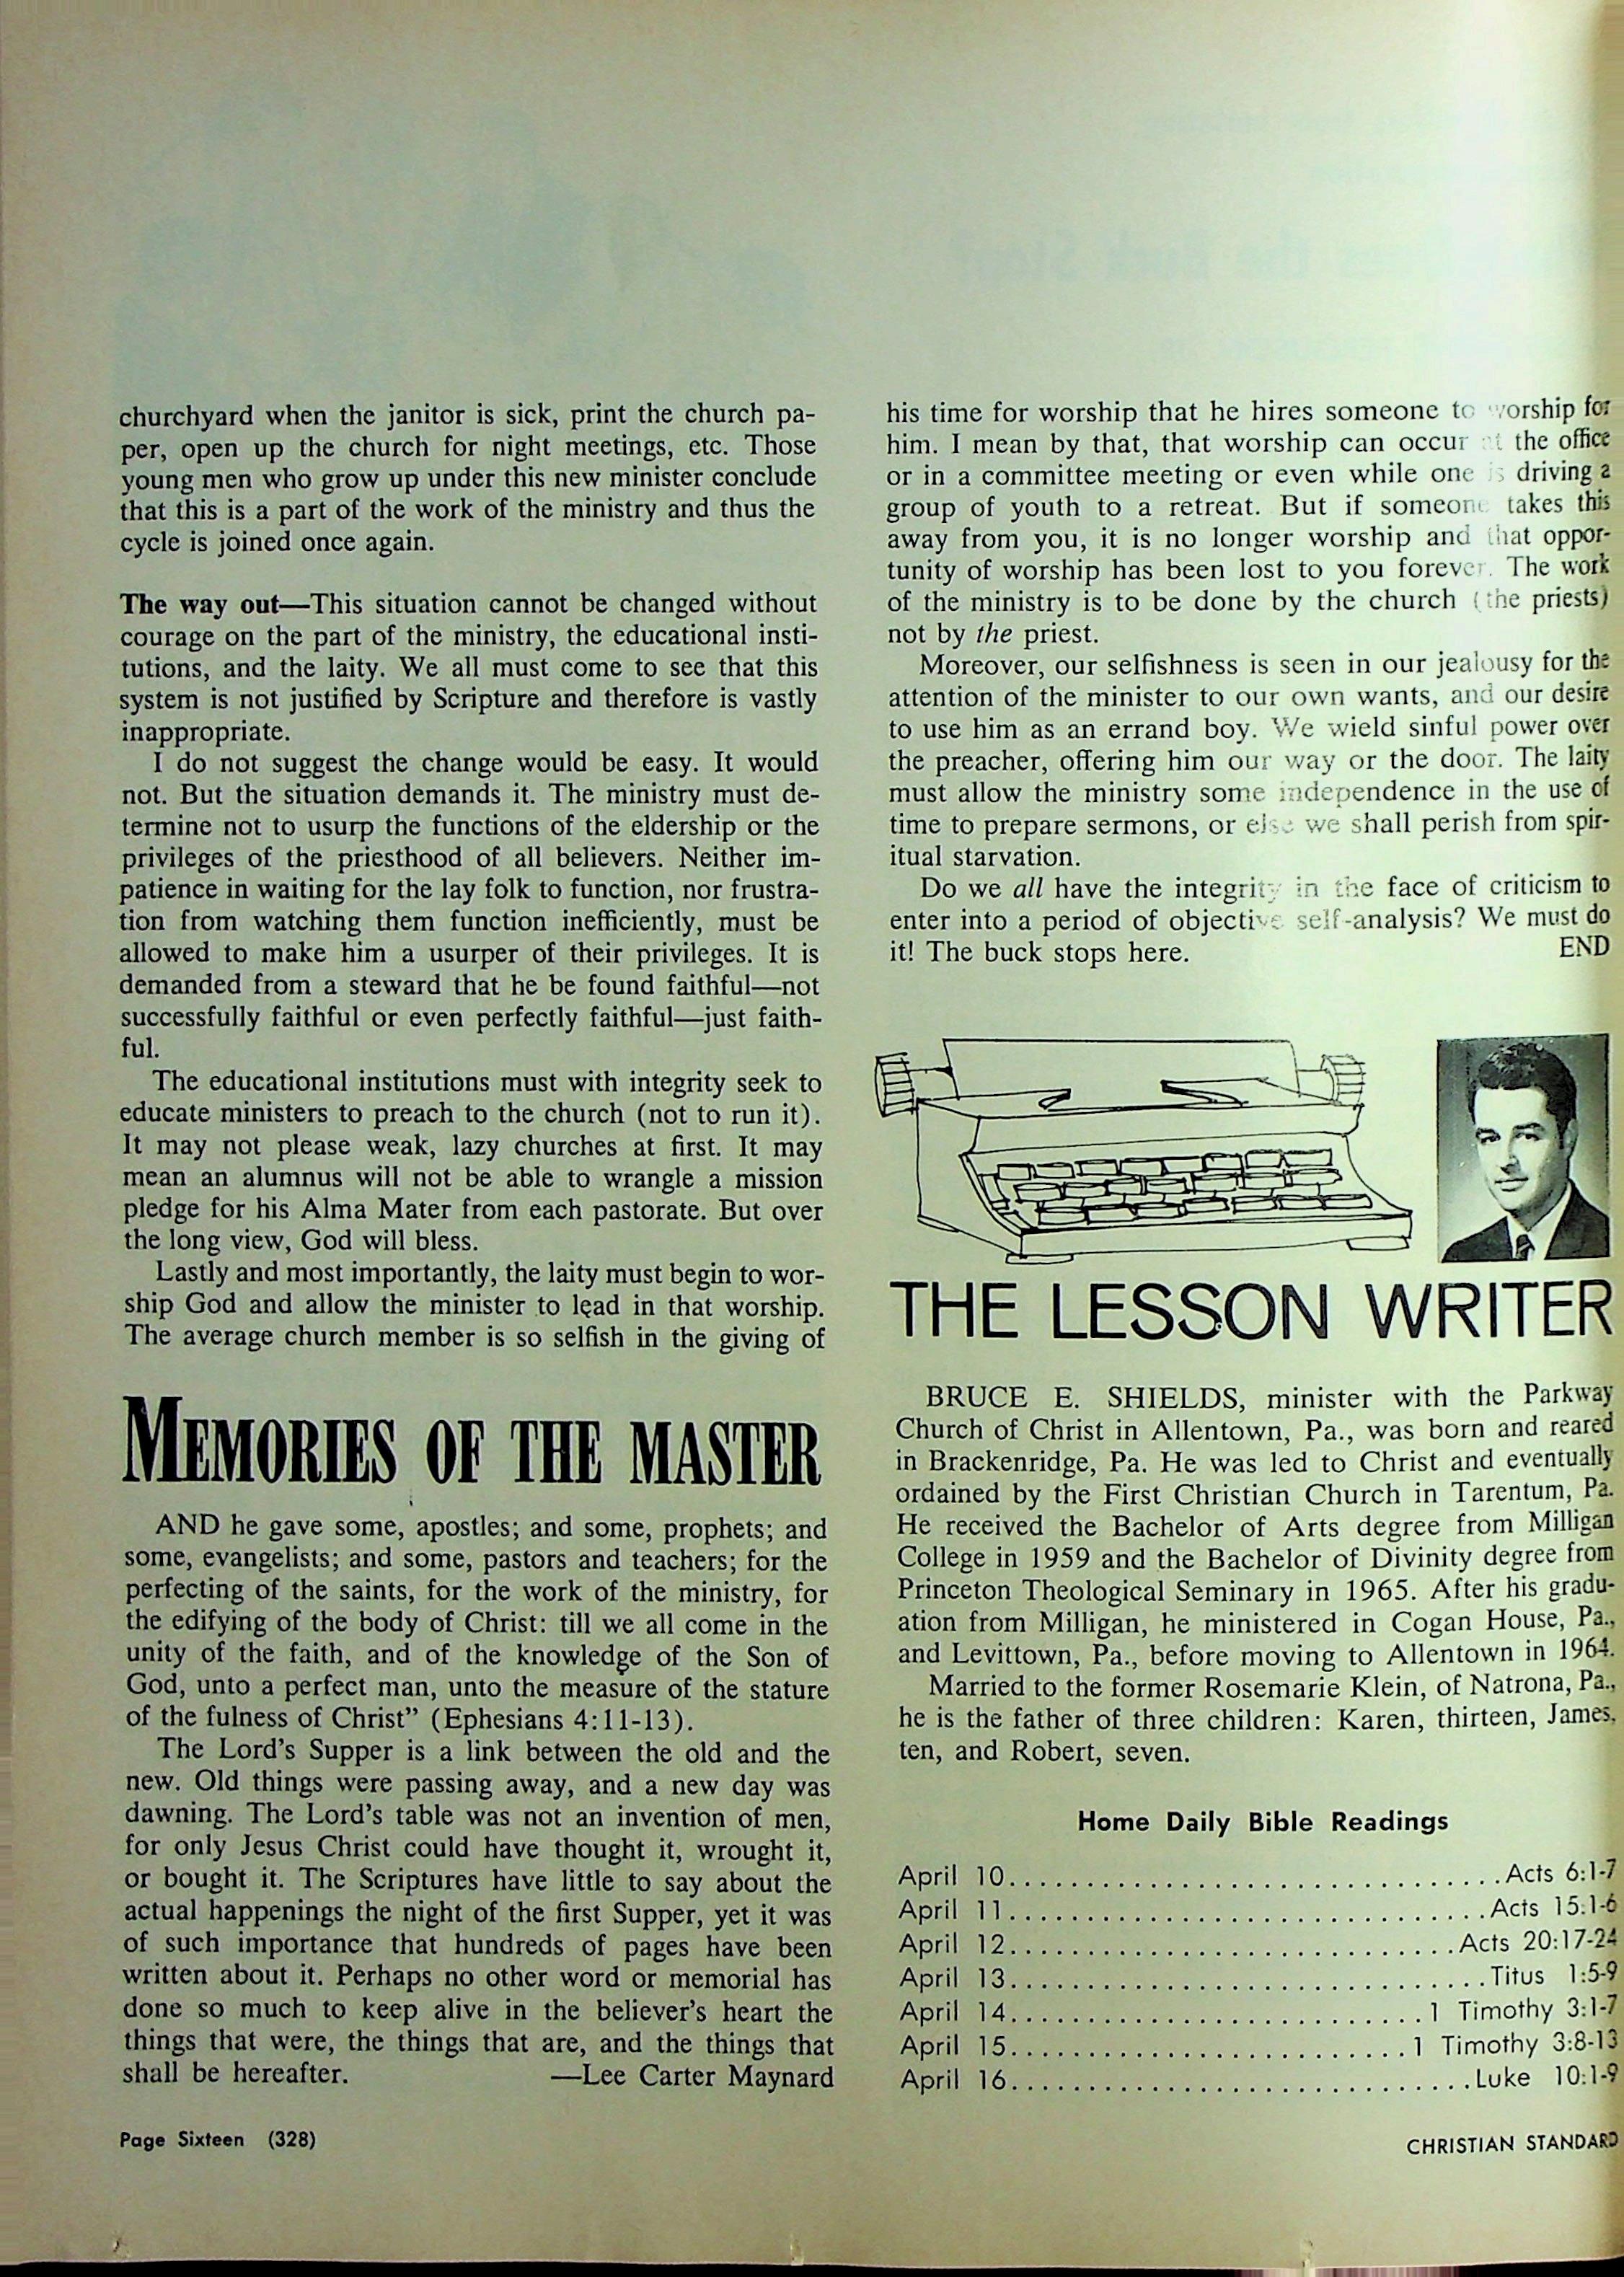 churchyard when the janitor is sick, print the church pa-
per, open up the church for night meetings, etc. Those
young men who grow up under this new minister conclude
that this is a part of the work of the ministry and thus the
cycle is joined once again.
The way out—This situation cannot be changed without
courage on the part of the ministry, the educational insti-
tutions, and the laity. We all must come to see that this
system is not justified by Scripture and therefore is vastly
inappropriate.
I do not suggest the change would be easy. It would
not. But the situation demands it. The ministry must de-
termine not to usurp the functions of the eldership or the
privileges of the priesthood of all believers. Neither im-
patience in waiting for the lay folk to function, nor frustra-
tion from watching them function inefficiently, must be
allowed to make him a usurper of their privileges. It is
demanded from a steward that he be found faithful—not
successfully faithful or even perfectly faithful—just faith-
ful.
The educational institutions must with integrity seek to
educate ministers to preach to the church (not to run it).
It may not please weak, lazy churches at first. It may
mean an alumnus will not be able to wrangle a mission
pledge for his Alma Mater from each pastorate. But over
the long view, God will bless.
Lastly and most importantly, the laity must begin to wor-
ship God and allow the minister to lead in that worship.
The average church member is so selfish in the giving of
his time for worship that he hires someone to worship for
him. I mean by that, that worship can occur at the office
or in a committee meeting or even while one is driving a
group of youth to a retreat. But if someone takes this
away from you, it is no longer worship and that oppor-
tunity of worship has been lost to you forever. The work
of the ministry is to be done by the church (the priests)
not by the priest.
Moreover, our selfishness is seen in our jealousy for the
attention of the minister to our own wants, and our desire
to use him as an errand boy. We wield sinful power over
the preacher, offering him our way or the door. The laity
must allow the ministry some independence in the use of
time to prepare sermons, or else we shall perish from spir-
itual starvation.
Do we all have the integrity in the face of criticism to
enter into a period of objective self-analysis? We must do
it! The buck stops here. END
MEMORIES OF THE MASTER
AND he gave some, apostles; and some, prophets; and
some, evangelists; and some, pastors and teachers; for the
perfecting of the saints, for the work of the ministry, for
the edifying of the body of Christ: till we all come in the
unity of the faith, and of the knowledge of the Son of
God, unto a perfect man, unto the measure of the stature
of the fulness of Christ” (Ephesians 4:11-13).
The Lord’s Supper is a link between the old and the
new. Old things were passing away, and a new day was
dawning. The Lord’s table was not an invention of men,
for only Jesus Christ could have thought it, wrought it,
or bought it. The Scriptures have little to say about the
actual happenings the night of the first Supper, yet it was
of such importance that hundreds of pages have been
written about it. Perhaps no other word or memorial has
done so much to keep alive in the believer’s heart the
things that were, the things that are, and the things that
shall be hereafter. —Lee Carter Maynard
THE LESSON WRITER
BRUCE E. SHIELDS, minister with the Parkway
Church of Christ in Allentown, Pa., was born and reared
in Brackenridge, Pa. He was led to Christ and eventually
ordained by the First Christian Church in Tarentum, Pa.
He received the Bachelor of Arts degree from Milligan
College in 1959 and the Bachelor of Divinity degree from
Princeton Theological Seminary in 1965. After his gradu-
ation from Milligan, he ministered in Cogan House, Pa.,
and Levittown, Pa., before moving to Allentown in 1964.
Married to the former Rosemarie Klein, of Natrona, Pa.,
he is the father of three children: Karen, thirteen, James,
ten, and Robert, seven.
Home Daily Bible Readings
April 10................................Acts 6:1-7
April 11...............................Acts 15:1-6
April 12.............................Acts 20:17-24
April 13...............................Titus 1:5-9
April 14...........................1 Timothy 3:1-7
April 15..........................1 Timothy 3:8-13
April 16..............................Luke 10:1-9
Page Sixteen (328)
CHRISTIAN STANDARD